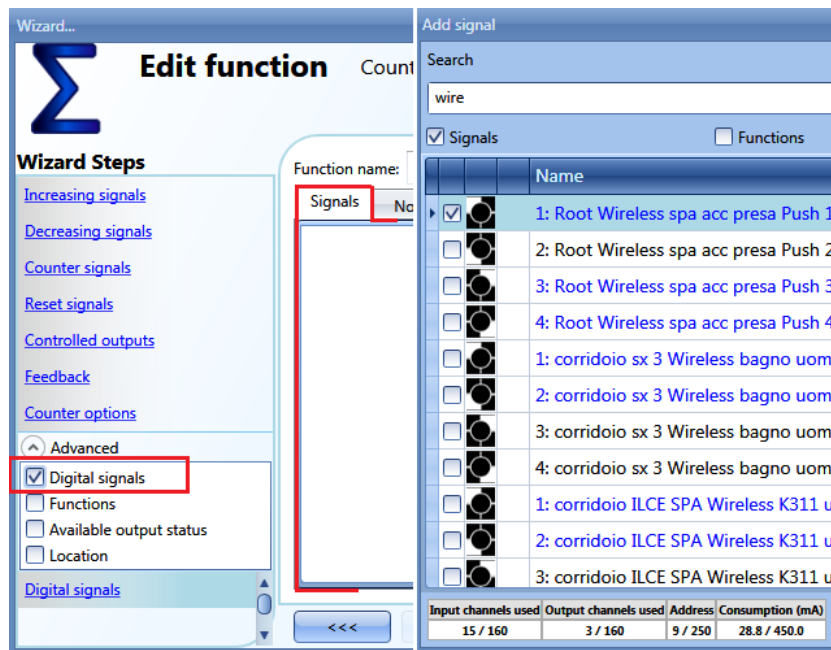 Wizard...
Edit function Count
Wizard Steps
Increasing signals
Decreasing signals
Counter signals
Reset signals
Controlled outputs
Feedback
Counter options
Advanced
Digital signals
Functions
Available output status
Location
Digital signals
Function name:
Signals No
<<<
Add signal
Search
wire
Signals Functions
Name
1: Root Wireless spa acc presa Push 1
2: Root Wireless spa acc presa Push 2
3: Root Wireless spa acc presa Push 3
4: Root Wireless spa acc presa Push 4
1: corridoio sx 3 Wireless bagno uom
2: corridoio sx 3 Wireless bagno uom
3: corridoio sx 3 Wireless bagno uom
4: corridoio sx 3 Wireless bagno uom
1: corridoio ILCE SPA Wireless K311 u
2: corridoio ILCE SPA Wireless K311 u
3: corridoio ILCE SPA Wireless K311 u
Input channels used Output channels used Address Consumption (mA)
15 / 160 3 / 160 9 / 250 28.8 / 450.0